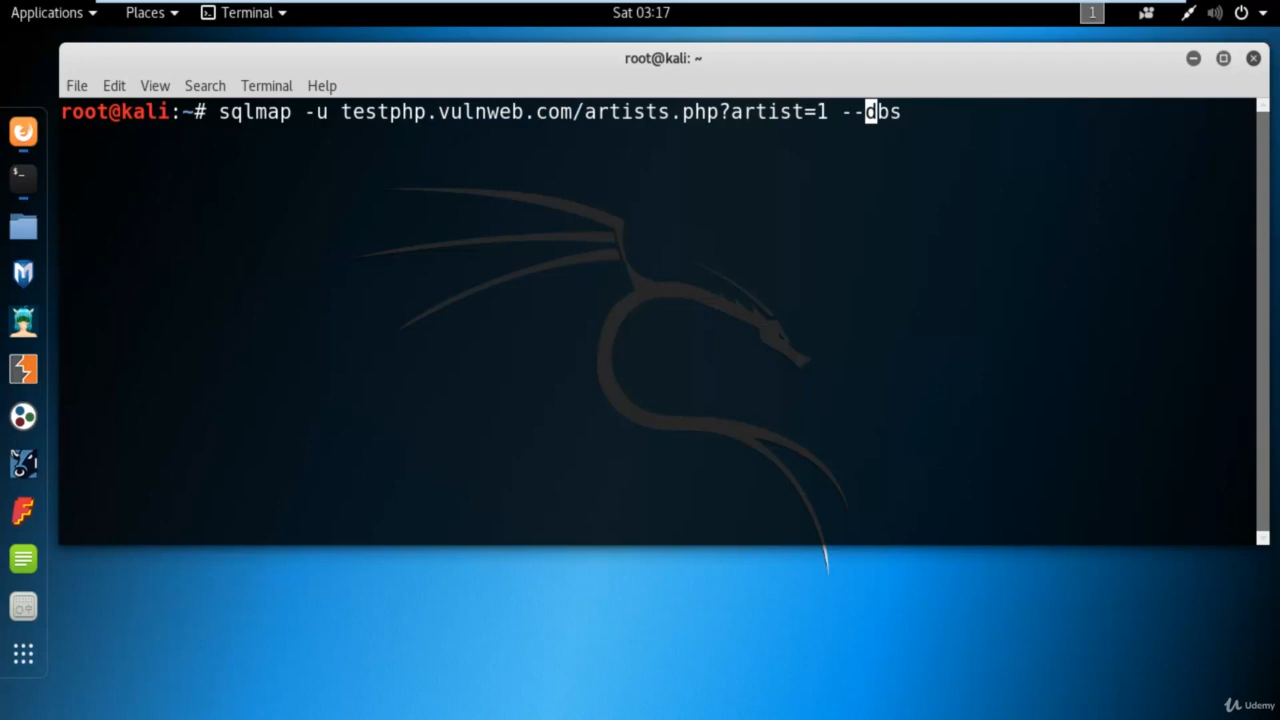 Applications Places Terminal Sat 03:17 1
root@kali: ~
File Edit View Search Terminal Help
root@kali:~# sqlmap -u testphp.vulnweb.com/artists.php?artist=1 --dbs
Udemy